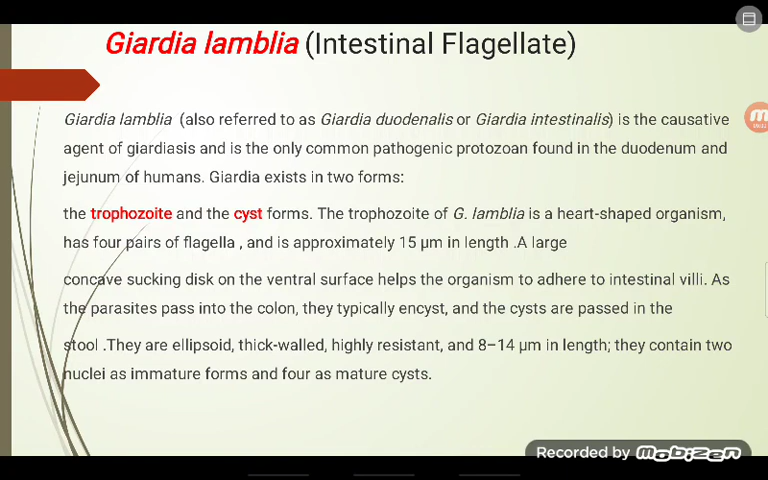 Giardia lamblia (Intestinal Flagellate)
Giardia lamblia (also referred to as Giardia duodenalis or Giardia intestinalis) is the causative
agent of giardiasis and is the only common pathogenic protozoan found in the duodenum and
jejunum of humans. Giardia exists in two forms:
the trophozoite and the cyst forms. The trophozoite of G. lamblia is a heart-shaped organism,
has four pairs of flagella , and is approximately 15 μm in length .A large
concave sucking disk on the ventral surface helps the organism to adhere to intestinal villi. As
the parasites pass into the colon, they typically encyst, and the cysts are passed in the
stool .They are ellipsoid, thick-walled, highly resistant, and 8–14 μm in length; they contain two
nuclei as immature forms and four as mature cysts.
Recorded by mobizen